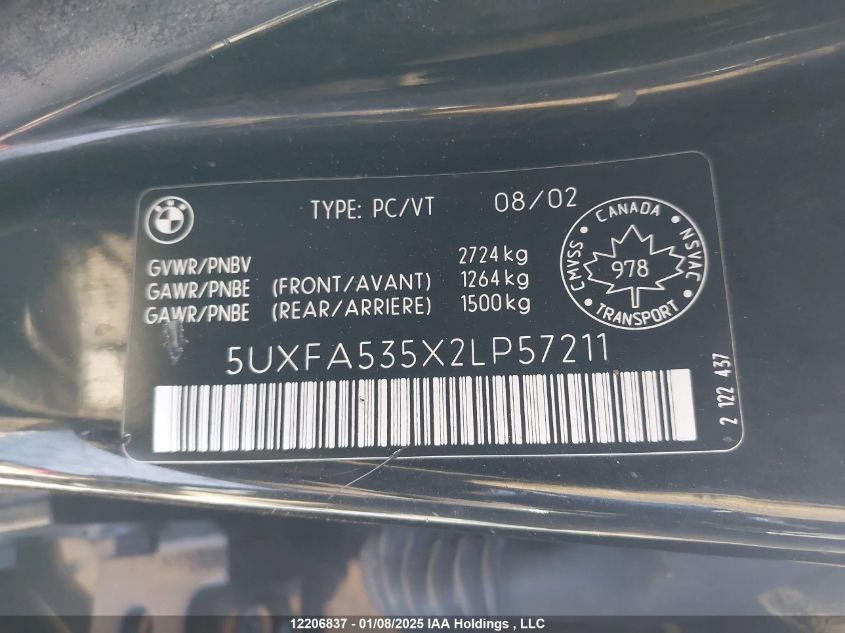 TYPE: PC/VT 08/02
GVWR/PNBV 2724kg
GAWR/PNBE (FRONT/AVANT) 1264kg
GAWR/PNBE (REAR/ARRIERE) 1500kg
CANADA
CMVSS
NSVAC
978
TRANSPORT
5UXFA535X2LP57211
2 122 437
12206837 - 01/08/2025 IAA Holdings , LLC